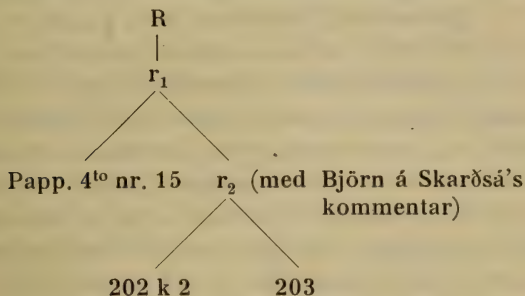 R
r₁
Papp. 4ᵗᵒ nr. 15 r₂ (med Björn á Skarðsá's
kommentar)
202 k 2 203